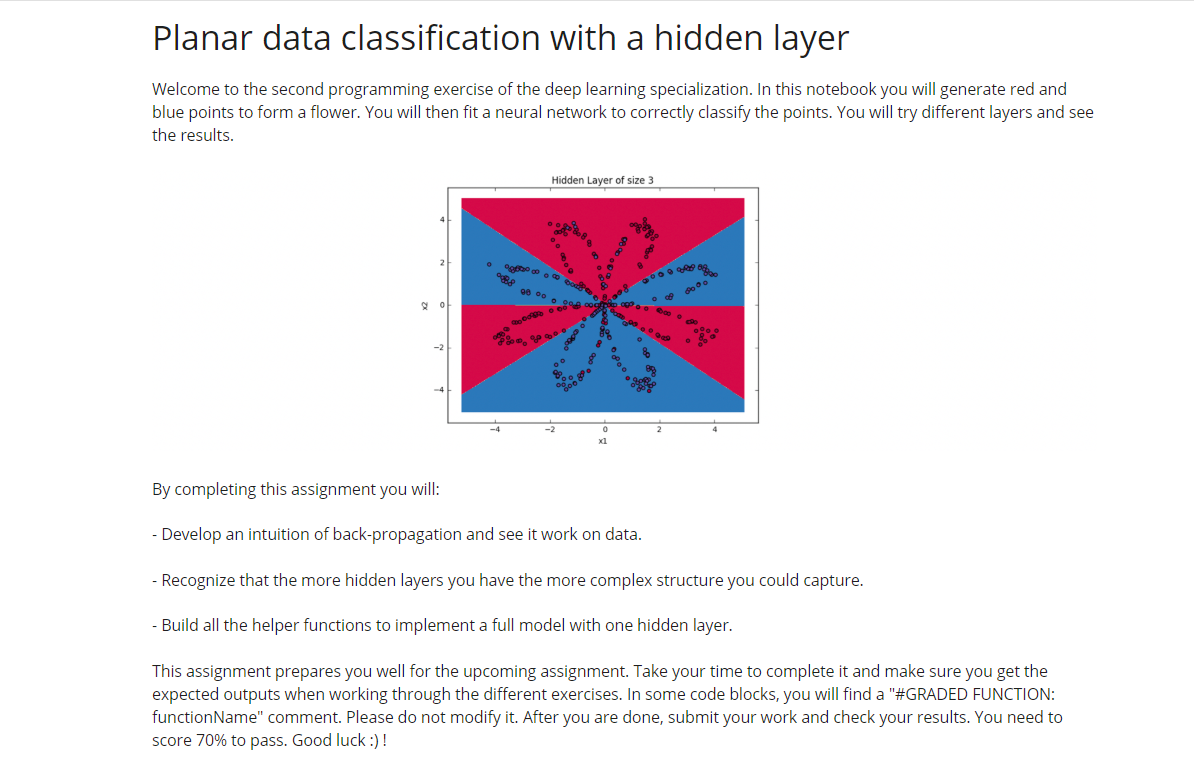 Planar data classification with a hidden layer
Welcome to the second programming exercise of the deep learning specialization. In this notebook you will generate red and
blue points to form a flower. You will then fit a neural network to correctly classify the points. You will try different layers and see
the results.
Hidden Layer of size 3
4
2
0
−2
−4
x2
−4 −2 0 2 4
x1
By completing this assignment you will:
- Develop an intuition of back-propagation and see it work on data.
- Recognize that the more hidden layers you have the more complex structure you could capture.
- Build all the helper functions to implement a full model with one hidden layer.
This assignment prepares you well for the upcoming assignment. Take your time to complete it and make sure you get the
expected outputs when working through the different exercises. In some code blocks, you will find a "#GRADED FUNCTION:
functionName" comment. Please do not modify it. After you are done, submit your work and check your results. You need to
score 70% to pass. Good luck :) !